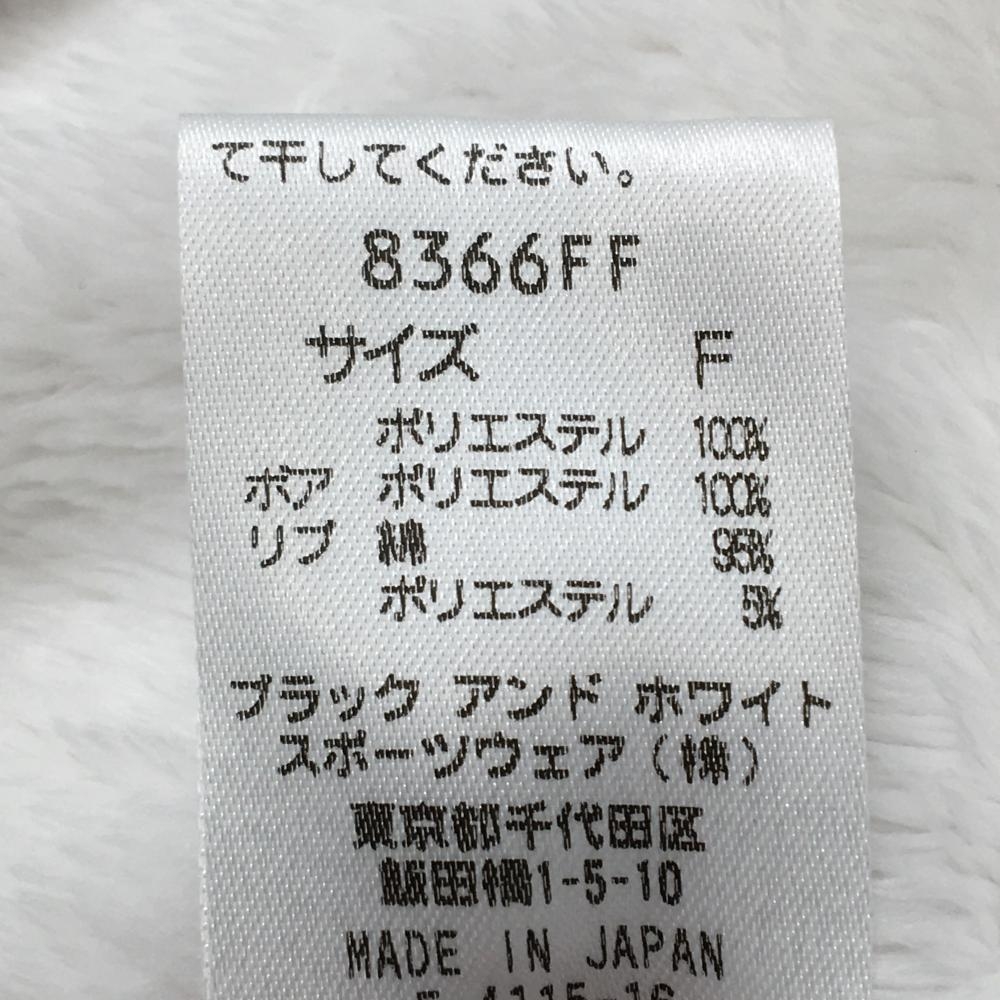 て干してください。
8366FF
サイズ F
ポリエステル 100%
ボア ポリエステル 100%
リブ 綿 95%
ポリエステル 5%
ブラック アンド ホワイト
スポーツウェア(株)
東京都千代田区
飯田橋1-5-10
MADE IN JAPAN